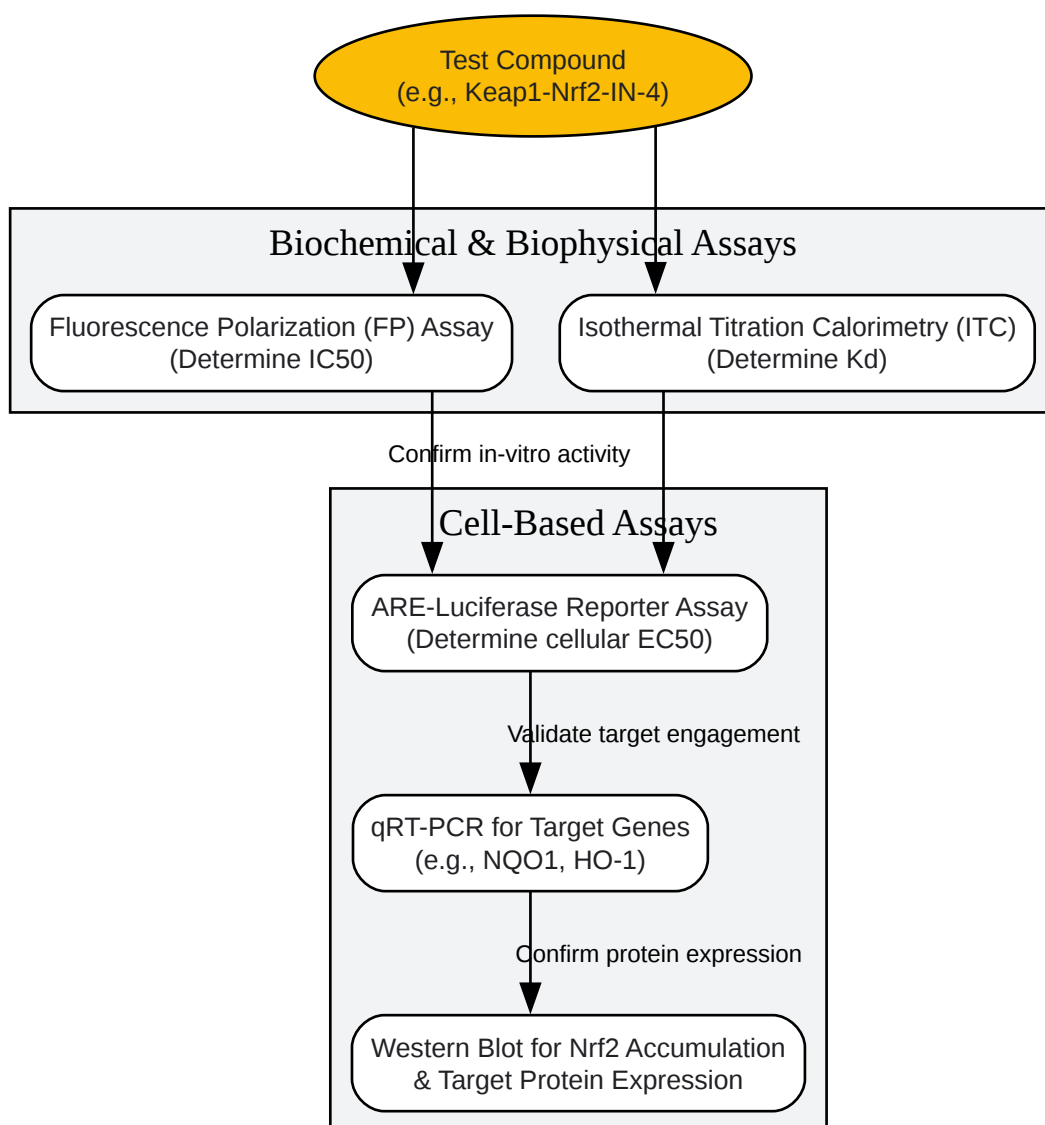 Test Compound
(e.g., Keap1-Nrf2-IN-4)
Biochemical & Biophysical Assays
Fluorescence Polarization (FP) Assay
(Determine IC50)
Isothermal Titration Calorimetry (ITC)
(Determine Kd)
Confirm in-vitro activity
Cell-Based Assays
ARE-Luciferase Reporter Assay
(Determine cellular EC50)
Validate target engagement
qRT-PCR for Target Genes
(e.g., NQO1, HO-1)
Confirm protein expression
Western Blot for Nrf2 Accumulation
& Target Protein Expression